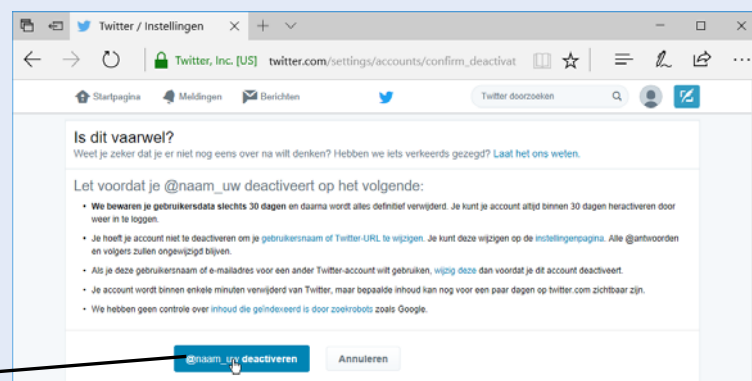 Twitter / Instellingen
Twitter, Inc. [US] twitter.com/settings/accounts/confirm_deactivat
Startpagina Meldingen Berichten Twitter doorzoeken
Is dit vaarwel?
Weet je zeker dat je er niet nog eens over na wilt denken? Hebben we iets verkeerds gezegd? Laat het ons weten.
Let voordat je @naam_uw deactiveert op het volgende:
• We bewaren je gebruikersdata slechts 30 dagen en daarna wordt alles definitief verwijderd. Je kunt je account altijd binnen 30 dagen heractiveren door
weer in te loggen.
• Je hoeft je account niet te deactiveren om je gebruikersnaam of Twitter-URL te wijzigen. Je kunt deze wijzigen op de instellingenpagina. Alle @antwoorden
en volgers zullen ongewijzigd blijven.
• Als je deze gebruikersnaam of e-mailadres voor een ander Twitter-account wilt gebruiken, wijzig deze dan voordat je dit account deactiveert.
• Je account wordt binnen enkele minuten verwijderd van Twitter, maar bepaalde inhoud kan nog voor een paar dagen op twitter.com zichtbaar zijn.
• We hebben geen controle over inhoud die geïndexeerd is door zoekrobots zoals Google.
@naam_uw deactiveren Annuleren